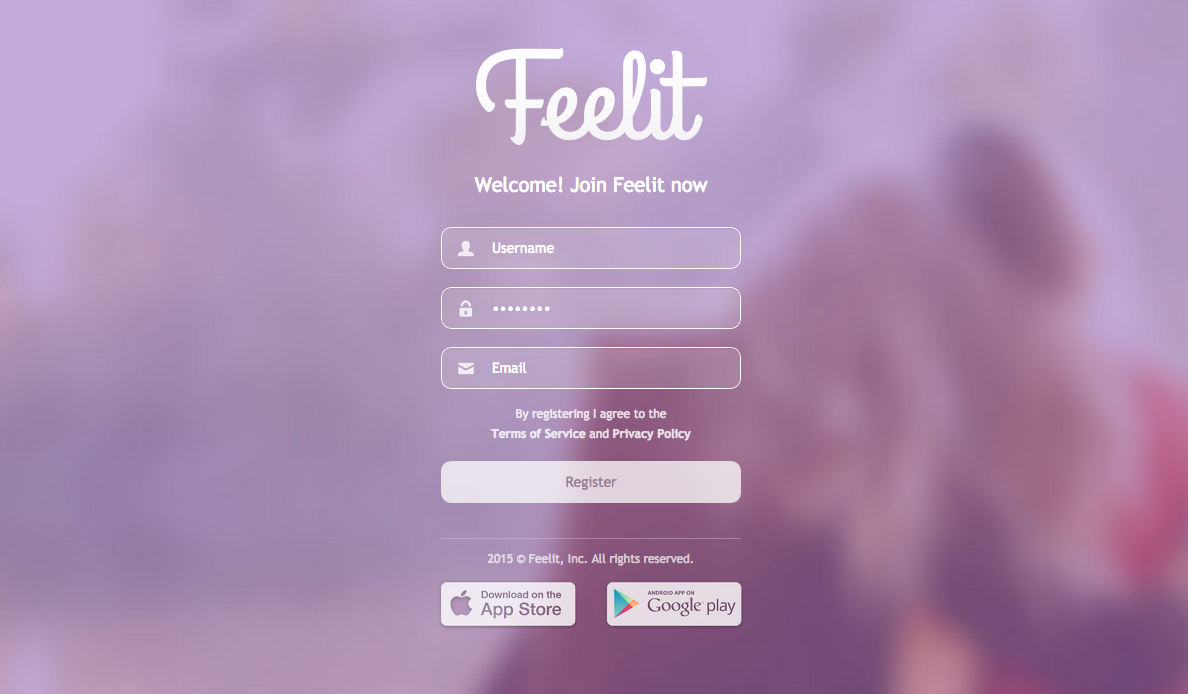 Feelit
Welcome! Join Feelit now
Username
••••••••
Email
By registering I agree to the
Terms of Service and Privacy Policy
Register
2015 © Feelit, Inc. All rights reserved.
Download on the
App Store
ANDROID APP ON
Google play